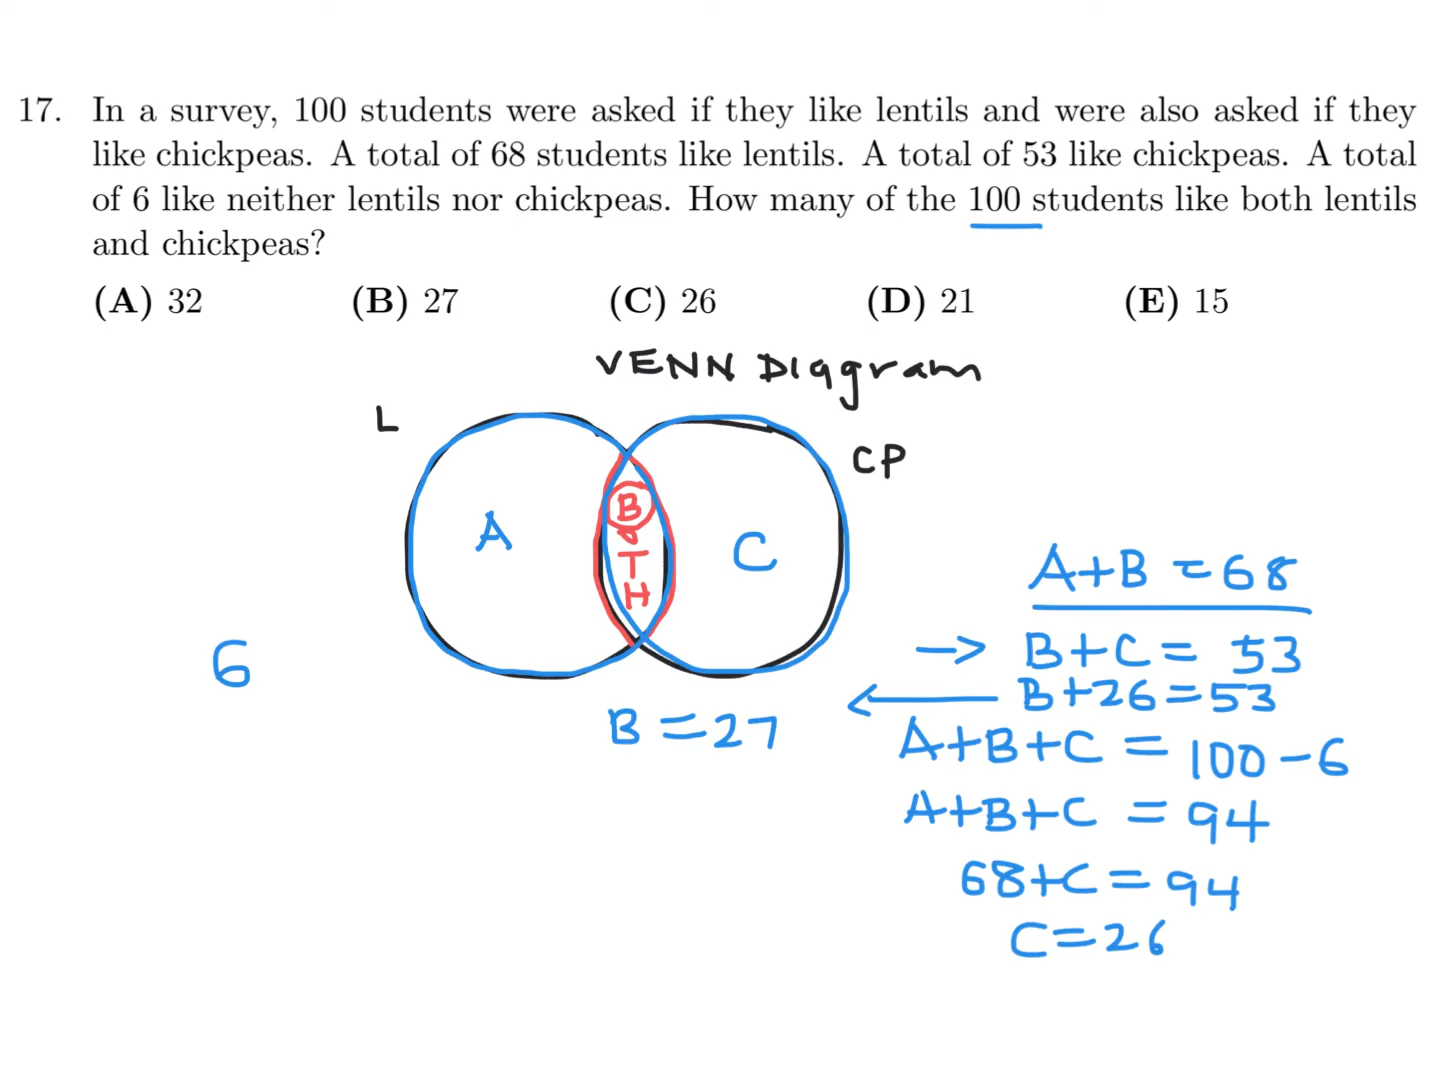 17. In a survey, 100 students were asked if they like lentils and were also asked if they
like chickpeas. A total of 68 students like lentils. A total of 53 like chickpeas. A total
of 6 like neither lentils nor chickpeas. How many of the 100 students like both lentils
and chickpeas?
(A) 32 (B) 27 (C) 26 (D) 21 (E) 15
VENN Diagram
L
CP
A
BOTH
C
6
B = 27
A+B = 68
→ B+C = 53
← B+26 = 53
A+B+C = 100-6
A+B+C = 94
68+C = 94
C=26